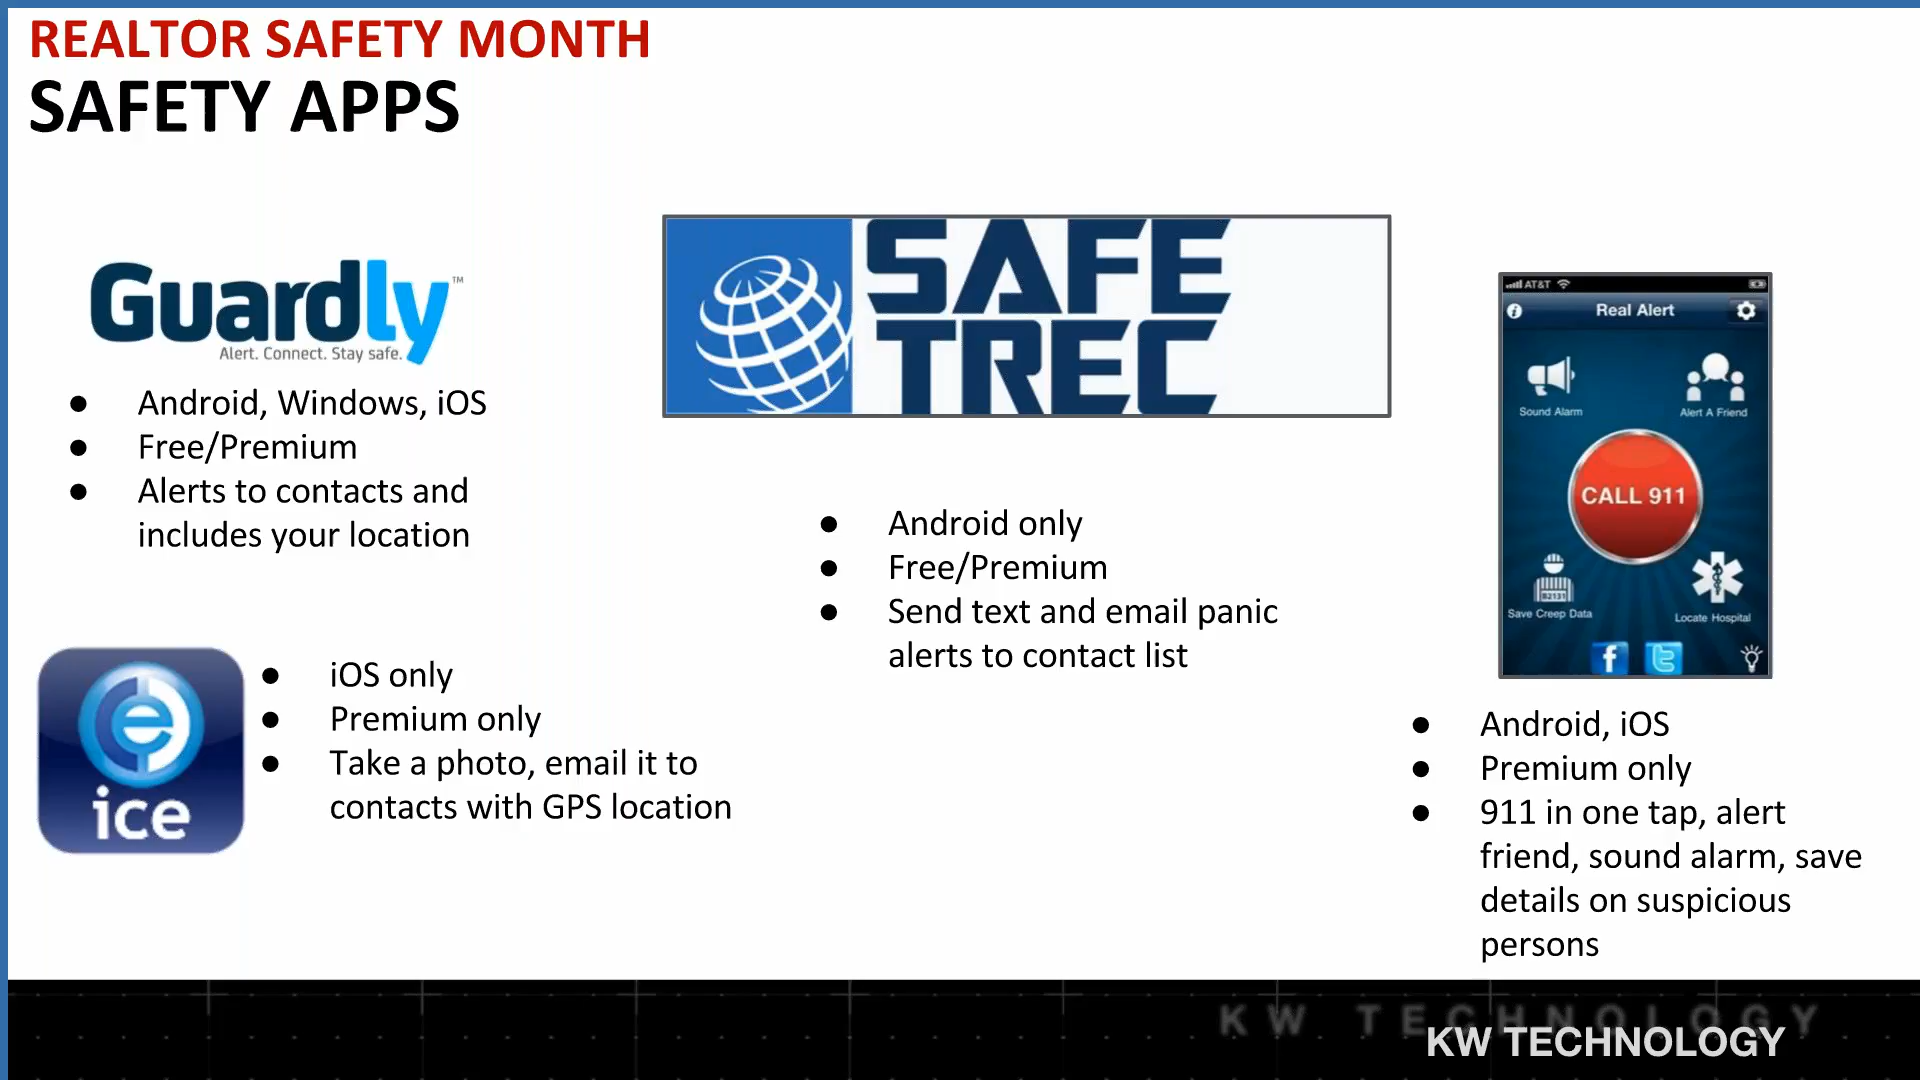 REALTOR SAFETY MONTH
SAFETY APPS
Guardly™
Alert. Connect. Stay safe.
● Android, Windows, iOS
● Free/Premium
● Alerts to contacts and
includes your location
e
ice
● iOS only
● Premium only
● Take a photo, email it to
contacts with GPS location
SAFE
TREC
● Android only
● Free/Premium
● Send text and email panic
alerts to contact list
AT&T
Real Alert
Sound Alarm
Alert A Friend
CALL 911
B2131
Save Creep Data
Locate Hospital
● Android, iOS
● Premium only
● 911 in one tap, alert
friend, sound alarm, save
details on suspicious
persons
KW TECHNOLOGY
KW TECHNOLOGY